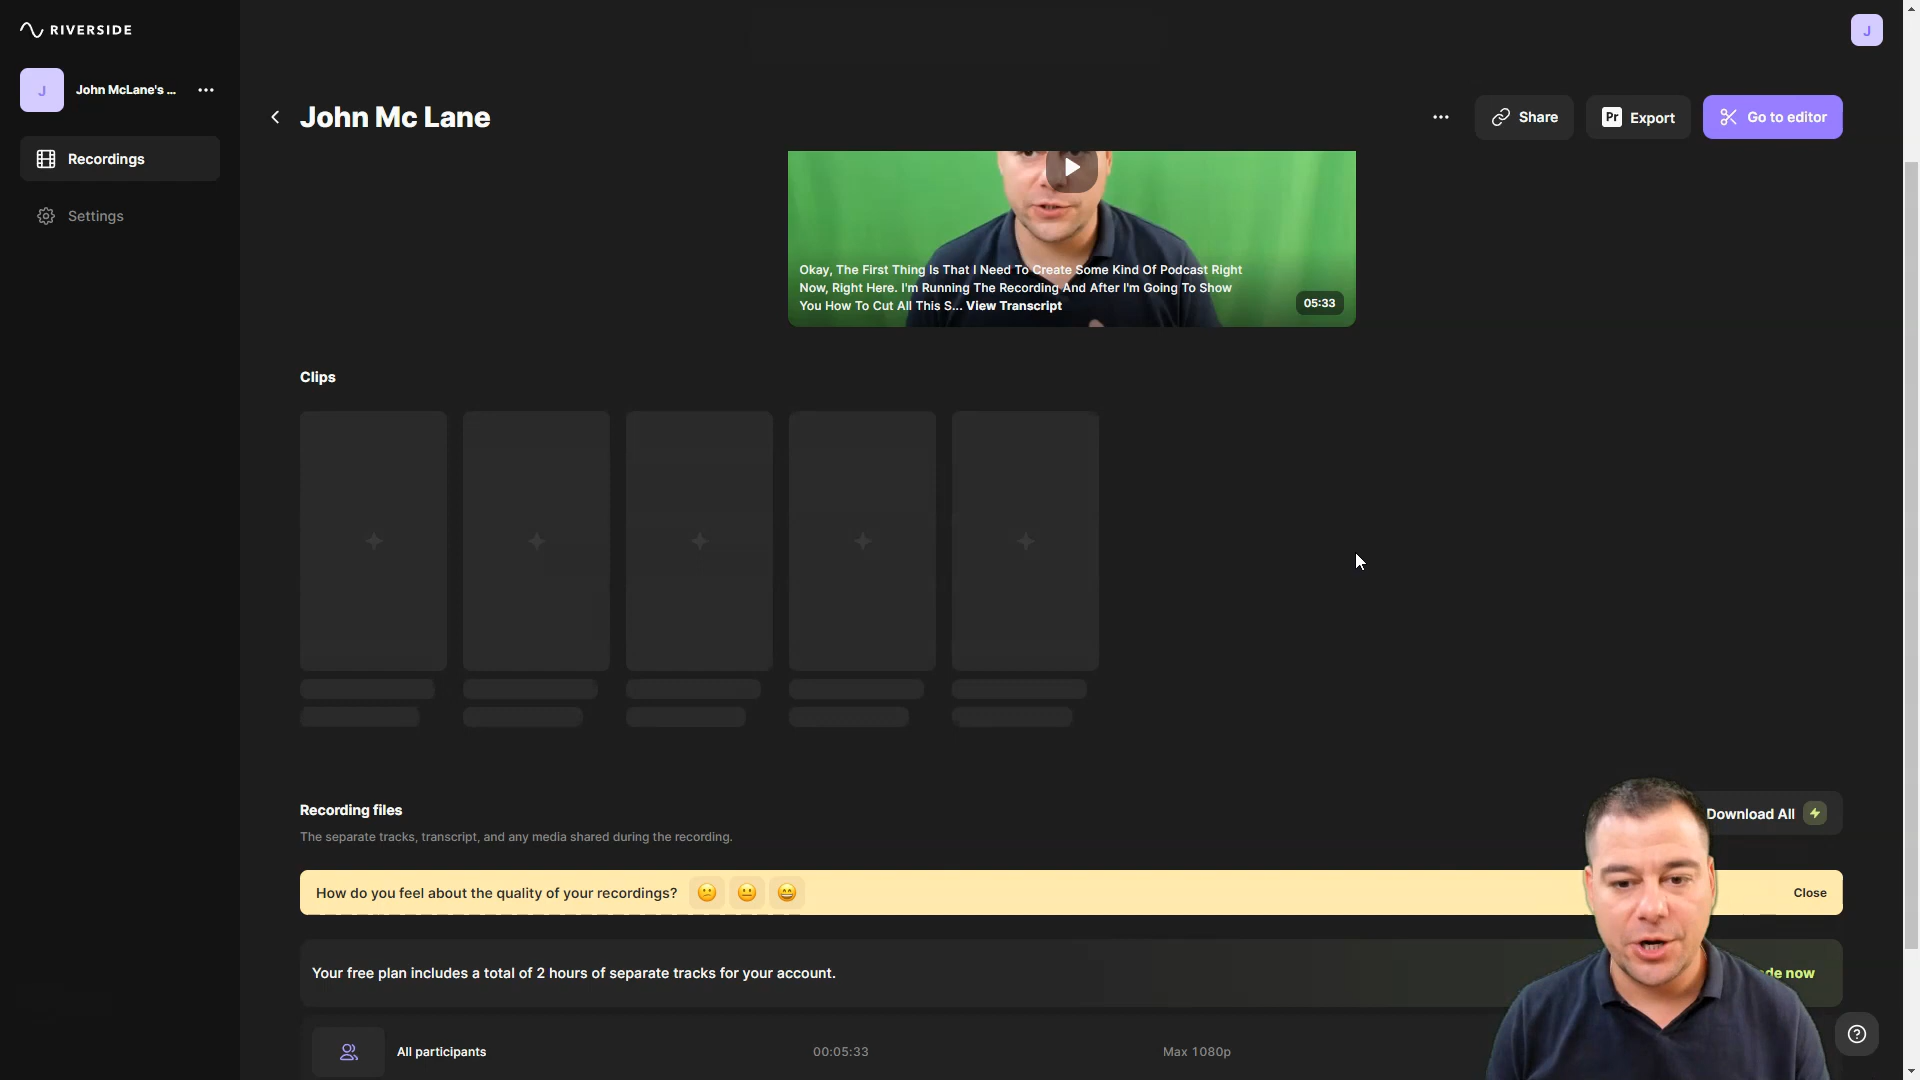 RIVERSIDE
J
J
John McLane's ...
Recordings
Settings
John Mc Lane
Share
Pr Export
Go to editor
Okay, The First Thing Is That I Need To Create Some Kind Of Podcast Right
Now, Right Here. I'm Running The Recording And After I'm Going To Show
You How To Cut All This S... View Transcript
05:33
Clips
Recording files
Download All
The separate tracks, transcript, and any media shared during the recording.
How do you feel about the quality of your recordings?
Close
Your free plan includes a total of 2 hours of separate tracks for your account.
now
All participants
00:05:33
Max 1080p